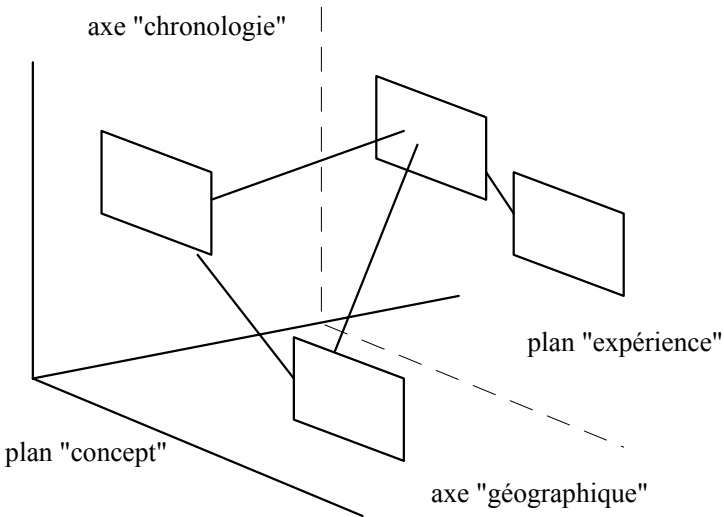 axe "chronologie"
plan "expérience"
plan "concept"
axe "géographique"